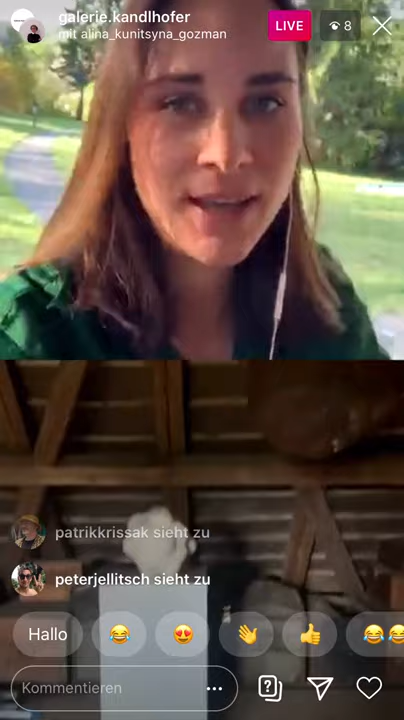 galerie.kandlhofer
mit alina_kunitsyna_gozman
LIVE
8
patrikkrissak sieht zu
peterjellitsch sieht zu
Hallo
Kommentieren